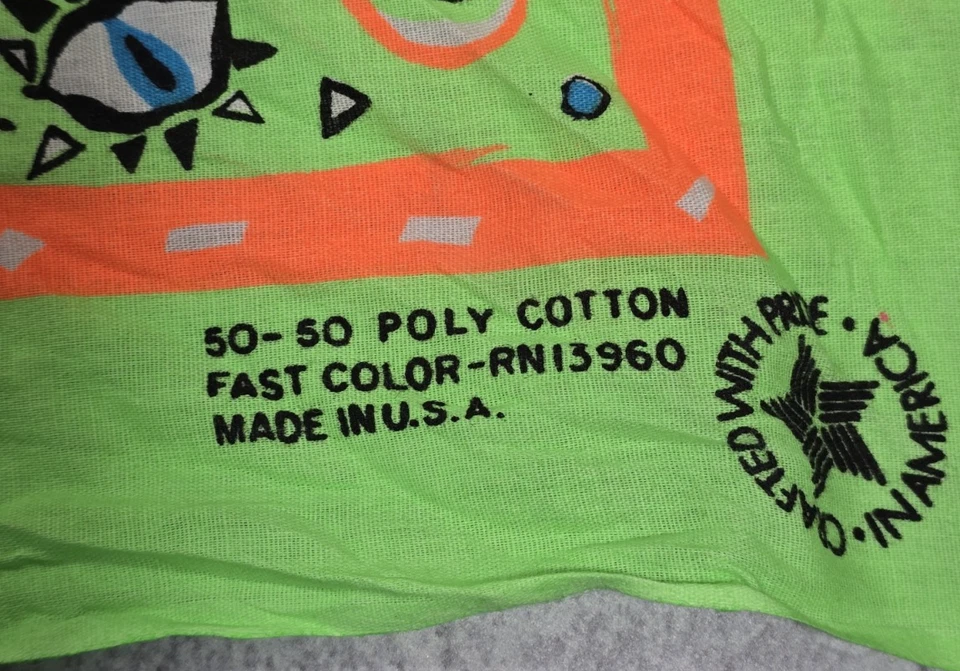 50-50 POLY COTTON
FAST COLOR-RN13960
MADE IN U.S.A.
CRAFTED WITH PRIDE • IN AMERICA •